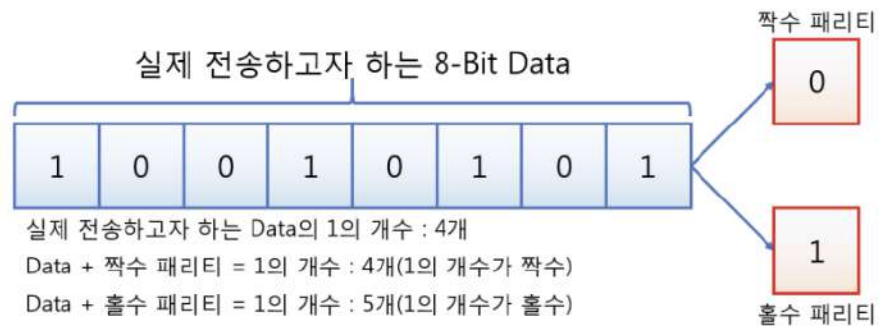 짝수 패리티
실제 전송하고자 하는 8-Bit Data
0
1 0 0 1 0 1 0 1
실제 전송하고자 하는 Data의 1의 개수 : 4개
Data + 짝수 패리티 = 1의 개수 : 4개(1의 개수가 짝수)
1
Data + 홀수 패리티 = 1의 개수 : 5개(1의 개수가 홀수)
홀수 패리티